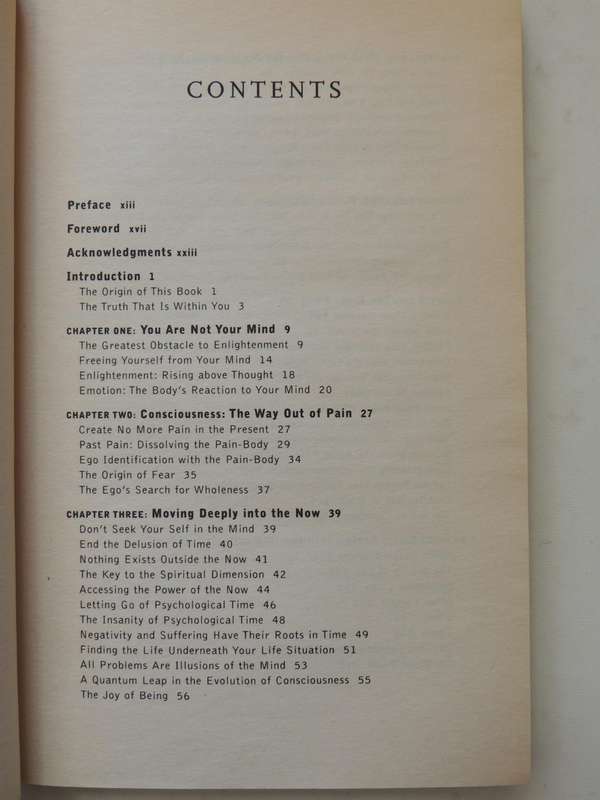 CONTENTS
Preface xiii
Foreword xvii
Acknowledgments xxiii
Introduction 1
The Origin of This Book 1
The Truth That Is Within You 3
CHAPTER ONE: You Are Not Your Mind 9
The Greatest Obstacle to Enlightenment 9
Freeing Yourself from Your Mind 14
Enlightenment: Rising above Thought 18
Emotion: The Body's Reaction to Your Mind 20
CHAPTER TWO: Consciousness: The Way Out of Pain 27
Create No More Pain in the Present 27
Past Pain: Dissolving the Pain-Body 29
Ego Identification with the Pain-Body 34
The Origin of Fear 35
The Ego's Search for Wholeness 37
CHAPTER THREE: Moving Deeply into the Now 39
Don't Seek Your Self in the Mind 39
End the Delusion of Time 40
Nothing Exists Outside the Now 41
The Key to the Spiritual Dimension 42
Accessing the Power of the Now 44
Letting Go of Psychological Time 46
The Insanity of Psychological Time 48
Negativity and Suffering Have Their Roots in Time 49
Finding the Life Underneath Your Life Situation 51
All Problems Are Illusions of the Mind 53
A Quantum Leap in the Evolution of Consciousness 55
The Joy of Being 56